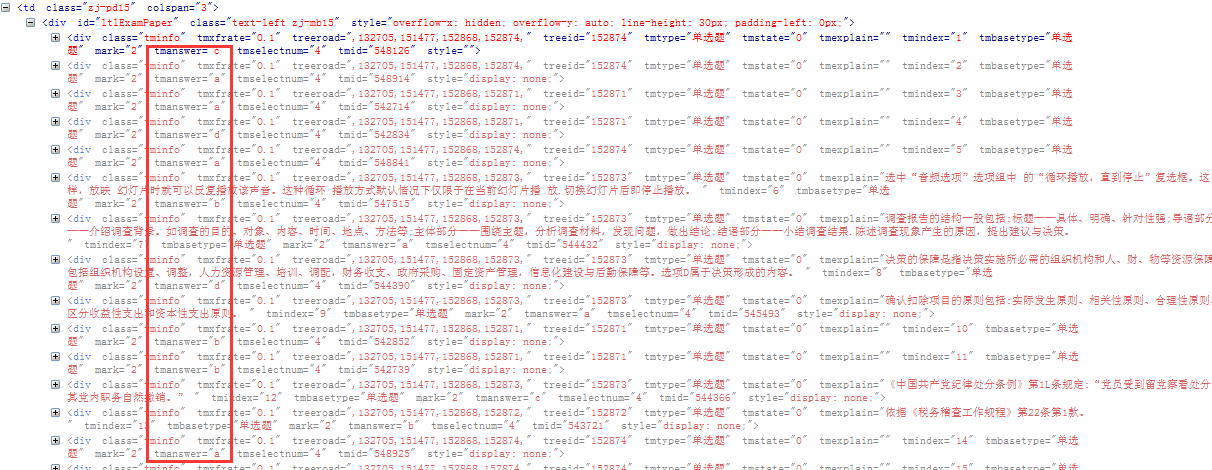 <td class="zj-pd15" colspan="3">
<div id="ltlExamPaper" class="text-left zj-mb15" style="overflow-x: hidden; overflow-y: auto; line-height: 30px; padding-left: 0px;">
<div class="tminfo" tmxfrate="0.1" treeroad=",132705,151477,152868,152874," treeid="152874" tmtype="单选题" tmstate="0" tmexplain="" tmindex="1" tmbasetype="单选
题" mark="2" tmanswer="c" tmselectnum="4" tmid="548126" style="">
<div class="tminfo" tmxfrate="0.1" treeroad=",132705,151477,152868,152874," treeid="152874" tmtype="单选题" tmstate="0" tmexplain="" tmindex="2" tmbasetype="单选
题" mark="2" tmanswer="a" tmselectnum="4" tmid="548914" style="display: none;">
<div class="tminfo" tmxfrate="0.1" treeroad=",132705,151477,152868,152871," treeid="152871" tmtype="单选题" tmstate="0" tmexplain="" tmindex="3" tmbasetype="单选
题" mark="2" tmanswer="a" tmselectnum="4" tmid="542714" style="display: none;">
<div class="tminfo" tmxfrate="0.1" treeroad=",132705,151477,152868,152871," treeid="152871" tmtype="单选题" tmstate="0" tmexplain="" tmindex="4" tmbasetype="单选
题" mark="2" tmanswer="d" tmselectnum="4" tmid="542834" style="display: none;">
<div class="tminfo" tmxfrate="0.1" treeroad=",132705,151477,152868,152874," treeid="152874" tmtype="单选题" tmstate="0" tmexplain="" tmindex="5" tmbasetype="单选
题" mark="2" tmanswer="a" tmselectnum="4" tmid="548841" style="display: none;">
<div class="tminfo" tmxfrate="0.1" treeroad=",132705,151477,152868,152873," treeid="152873" tmtype="单选题" tmstate="0" tmexplain="选中“音频选项”选项组中 的“循环播放，直到停止”复选框。这
样，放映 幻灯片时就可以反复播放该声音。这种循环 播放方式默认情况下仅限于在当前幻灯片播 放.切换幻灯片后即停止播放。 " tmindex="6" tmbasetype="单选
题" mark="2" tmanswer="b" tmselectnum="4" tmid="547515" style="display: none;">
<div class="tminfo" tmxfrate="0.1" treeroad=",132705,151477,152868,152872," treeid="152872" tmtype="单选题" tmstate="0" tmexplain="调查报告的结构一般包括:标题——具体、明确、针对性强;导语部分
——介绍调查背景。如调查的目的、对象、内容、时间、地点、方法等;主体部分——围绕主题，分析调查材料，发现问题，做出结论;结语部分——小结调查结果.陈述调查现象产生的原因，提出建议与决策。
" tmindex="7" tmbasetype="单选题" mark="2" tmanswer="a" tmselectnum="4" tmid="544432" style="display: none;">
<div class="tminfo" tmxfrate="0.1" treeroad=",132705,151477,152868,152872," treeid="152872" tmtype="单选题" tmstate="0" tmexplain="决策的保障是指决策实施所必需的组织机构和人、财、物等资源保障
包括组织机构设置、调整，人力资源管理、培训、调配，财务收支、政府采购、固定资产管理，信息化建设与后勤保障等。选项D属于决策形成的内容。 " tmindex="8" tmbasetype="单选
题" mark="2" tmanswer="d" tmselectnum="4" tmid="544390" style="display: none;">
<div class="tminfo" tmxfrate="0.1" treeroad=",132705,151477,152868,152873," treeid="152873" tmtype="单选题" tmstate="0" tmexplain="确认扣除项目的原则包括:实际发生原则、相关性原则、合理性原则.
区分收益性支出和资本性支出原则。 " tmindex="9" tmbasetype="单选题" mark="2" tmanswer="a" tmselectnum="4" tmid="545493" style="display: none;">
<div class="tminfo" tmxfrate="0.1" treeroad=",132705,151477,152868,152871," treeid="152871" tmtype="单选题" tmstate="0" tmexplain="" tmindex="10" tmbasetype="单选
题" mark="2" tmanswer="b" tmselectnum="4" tmid="542852" style="display: none;">
<div class="tminfo" tmxfrate="0.1" treeroad=",132705,151477,152868,152871," treeid="152871" tmtype="单选题" tmstate="0" tmexplain="" tmindex="11" tmbasetype="单选
题" mark="2" tmanswer="b" tmselectnum="4" tmid="542739" style="display: none;">
<div class="tminfo" tmxfrate="0.1" treeroad=",132705,151477,152868,152872," treeid="152872" tmtype="单选题" tmstate="0" tmexplain="《中国共产党纪律处分条例》第1L条规定:“党员受到留党察看处分
其党内职务自然撤销。” " tmindex="12" tmbasetype="单选题" mark="2" tmanswer="c" tmselectnum="4" tmid="544366" style="display: none;">
<div class="tminfo" tmxfrate="0.1" treeroad=",132705,151477,152868,152872," treeid="152872" tmtype="单选题" tmstate="0" tmexplain="依据《税务稽查工作规程》第22条第1款。
" tmindex="13" tmbasetype="单选题" mark="2" tmanswer="b" tmselectnum="4" tmid="543721" style="display: none;">
<div class="tminfo" tmxfrate="0.1" treeroad=",132705,151477,152868,152874," treeid="152874" tmtype="单选题" tmstate="0" tmexplain="" tmindex="14" tmbasetype="单选
题" mark="2" tmanswer="a" tmselectnum="4" tmid="548925" style="display: none;">
<div class="tminfo" tmxfrate="0.1" treeroad=",132705,151477,152868,152874," treeid="152874" tmtype="单选题" tmstate="0" tmexplain="" tmindex="15" tmbasetype="单选